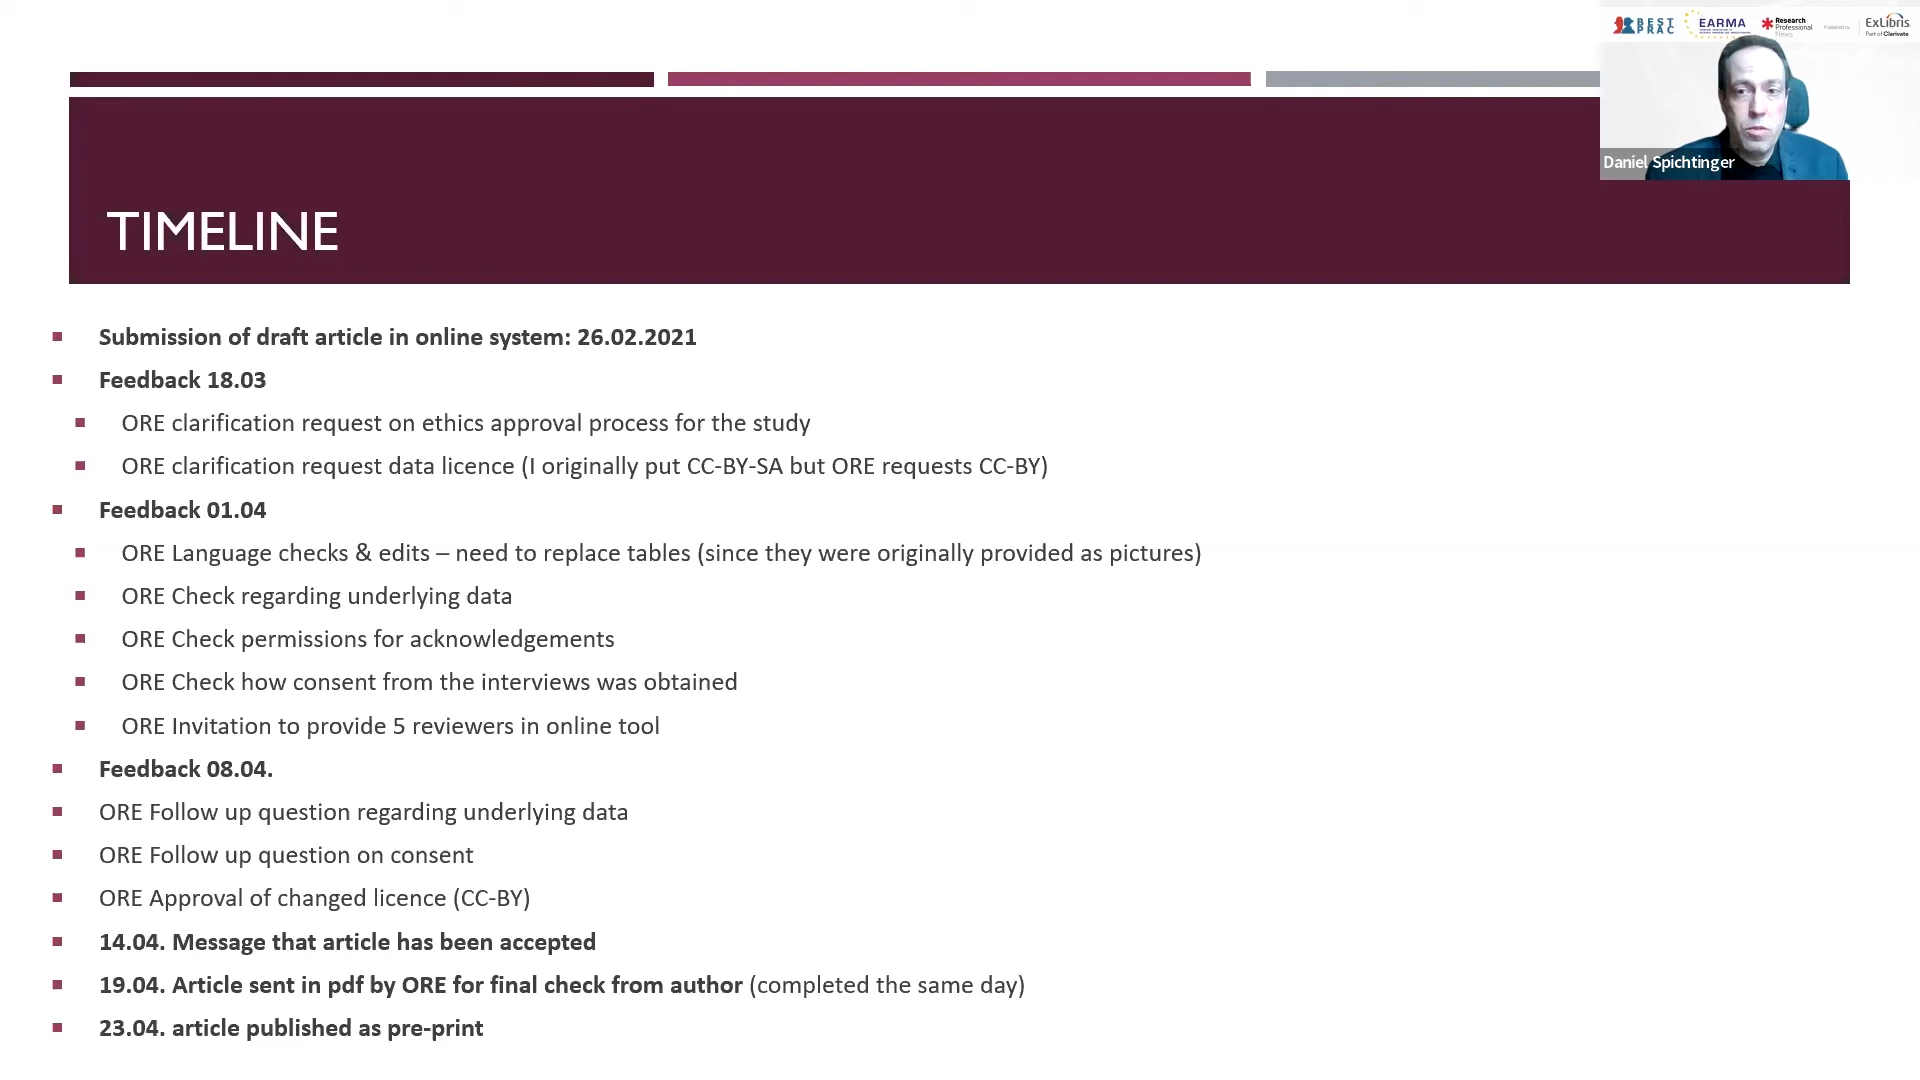 BEST
PRAC
EARMA
Research
Professional
News
Published by
ExLibris
Part of Clarivate
Daniel Spichtinger
TIMELINE
Submission of draft article in online system: 26.02.2021
Feedback 18.03
ORE clarification request on ethics approval process for the study
ORE clarification request data licence (I originally put CC-BY-SA but ORE requests CC-BY)
Feedback 01.04
ORE Language checks & edits – need to replace tables (since they were originally provided as pictures)
ORE Check regarding underlying data
ORE Check permissions for acknowledgements
ORE Check how consent from the interviews was obtained
ORE Invitation to provide 5 reviewers in online tool
Feedback 08.04.
ORE Follow up question regarding underlying data
ORE Follow up question on consent
ORE Approval of changed licence (CC-BY)
14.04. Message that article has been accepted
19.04. Article sent in pdf by ORE for final check from author (completed the same day)
23.04. article published as pre-print